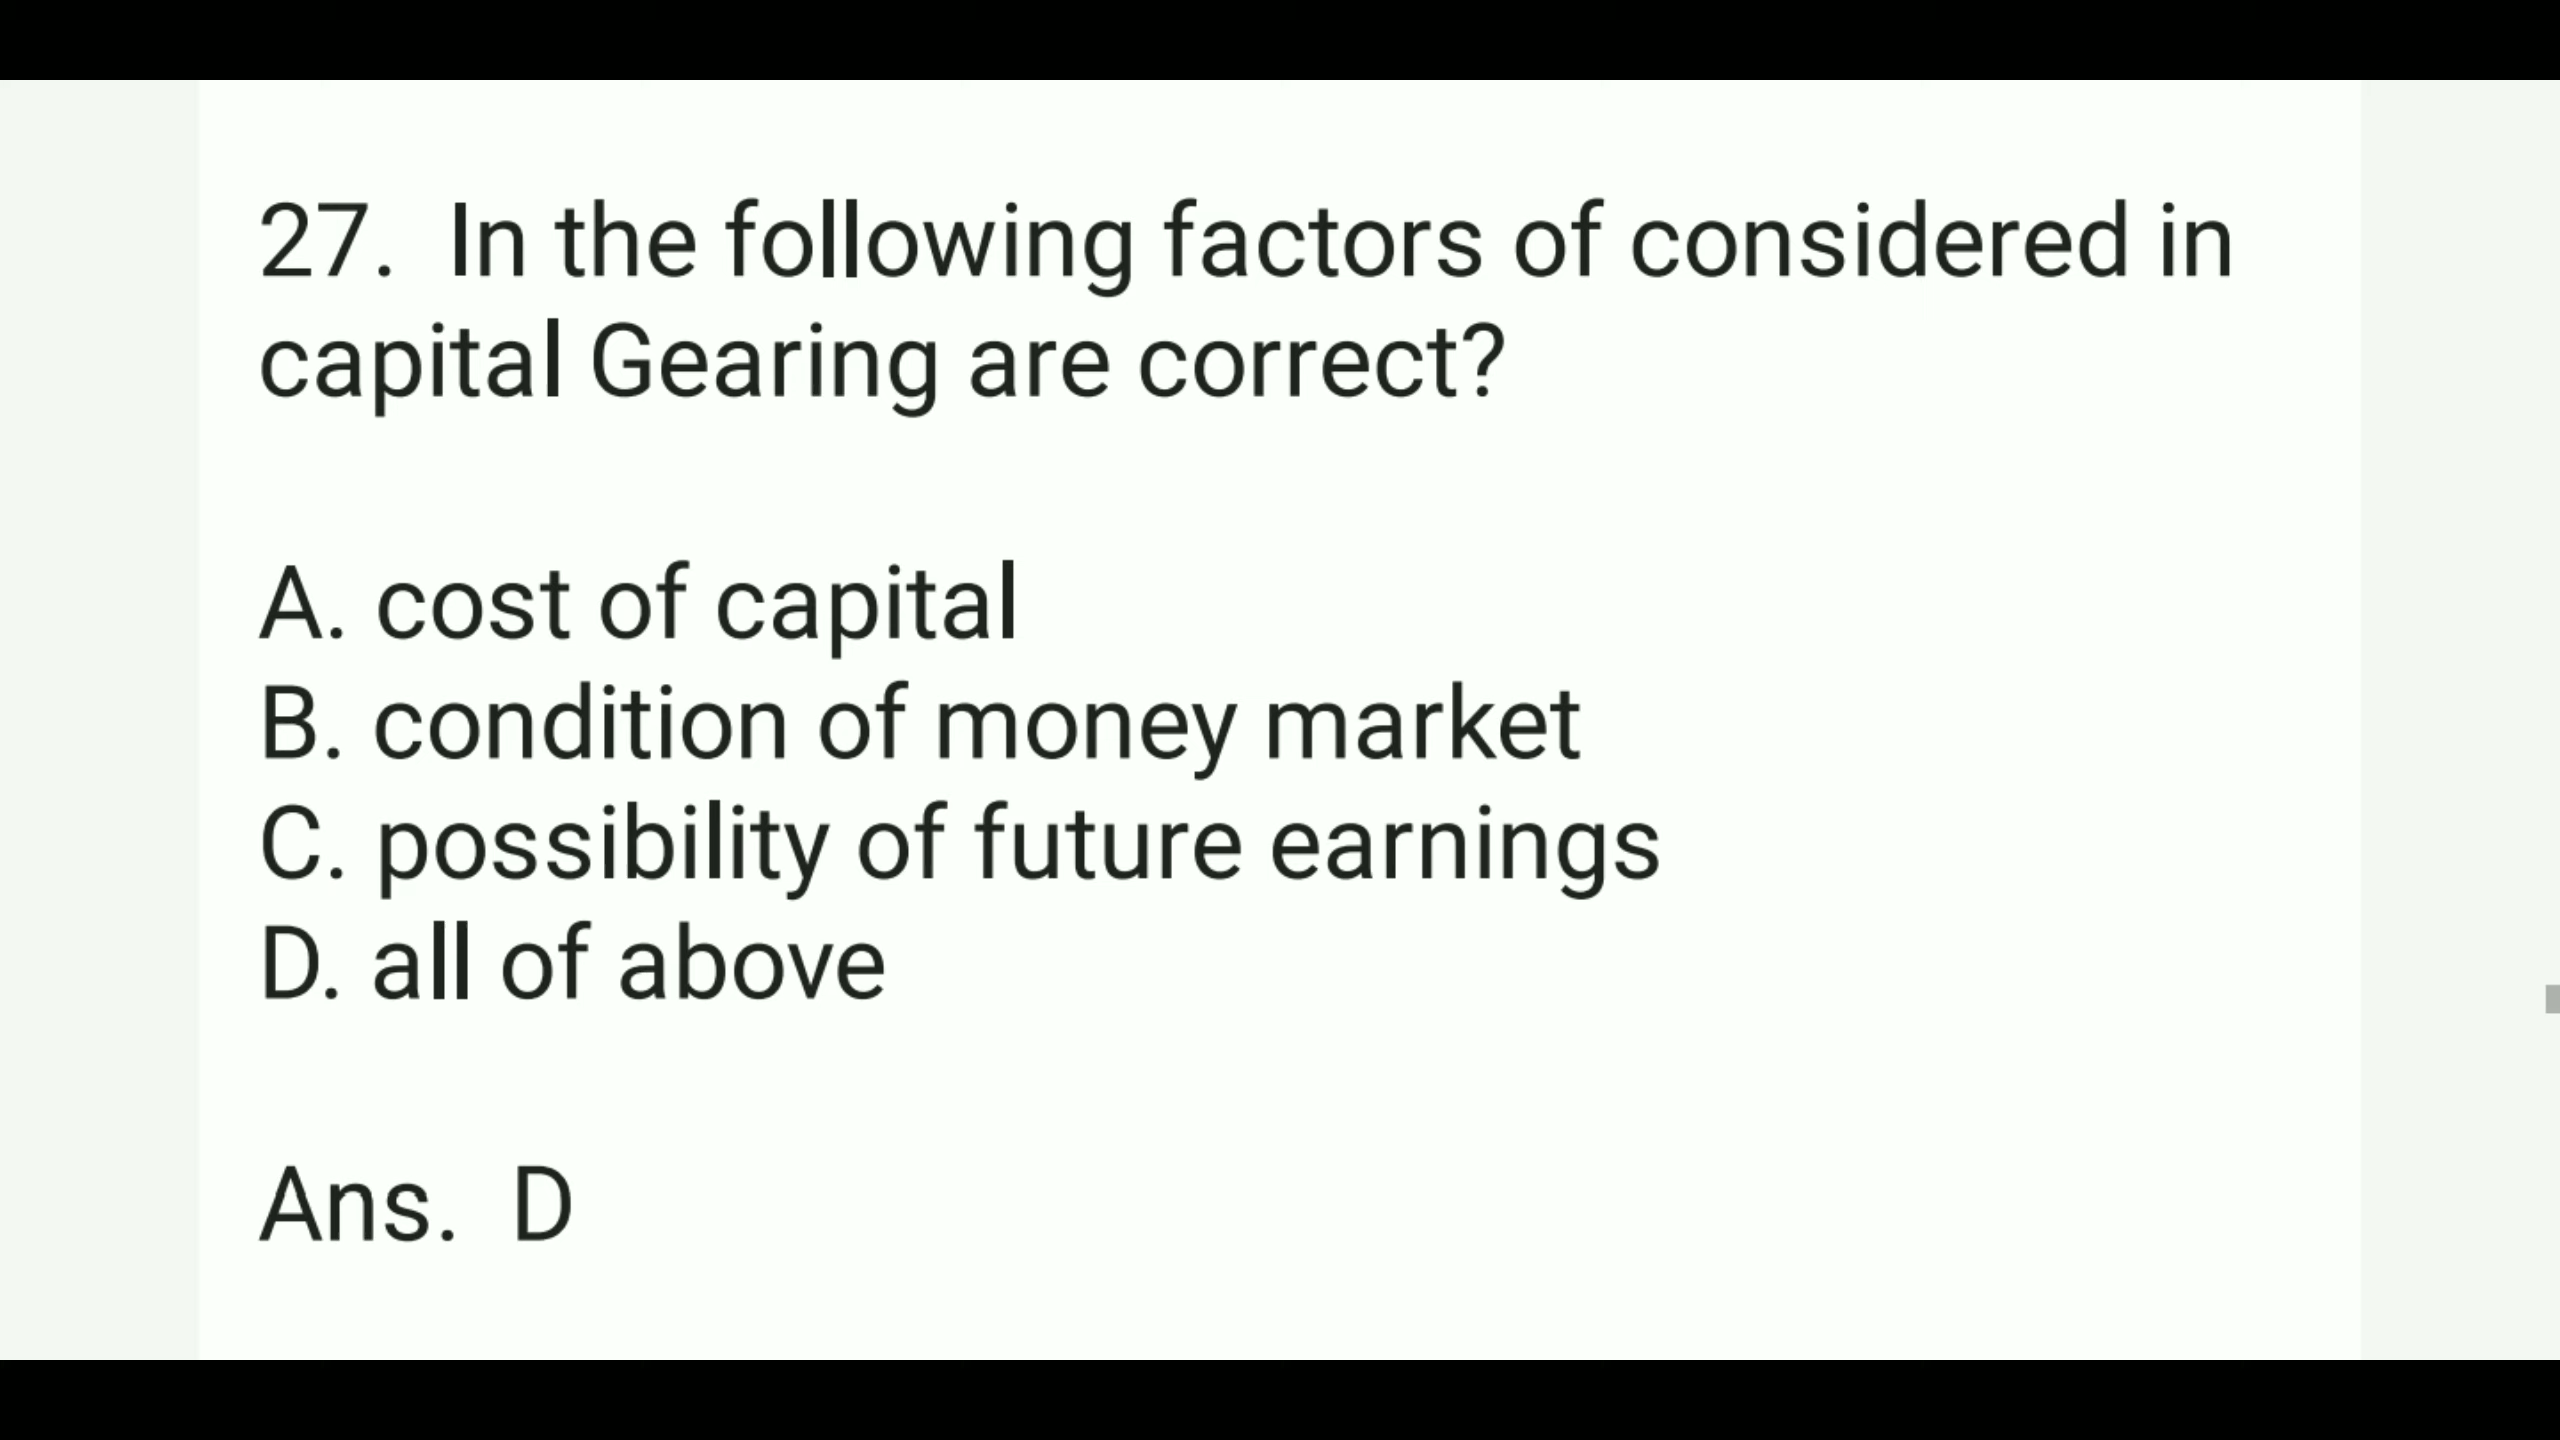 27.  In the following factors of considered in
capital Gearing are correct?
A. cost of capital
B. condition of money market
C. possibility of future earnings
D. all of above
Ans.  D